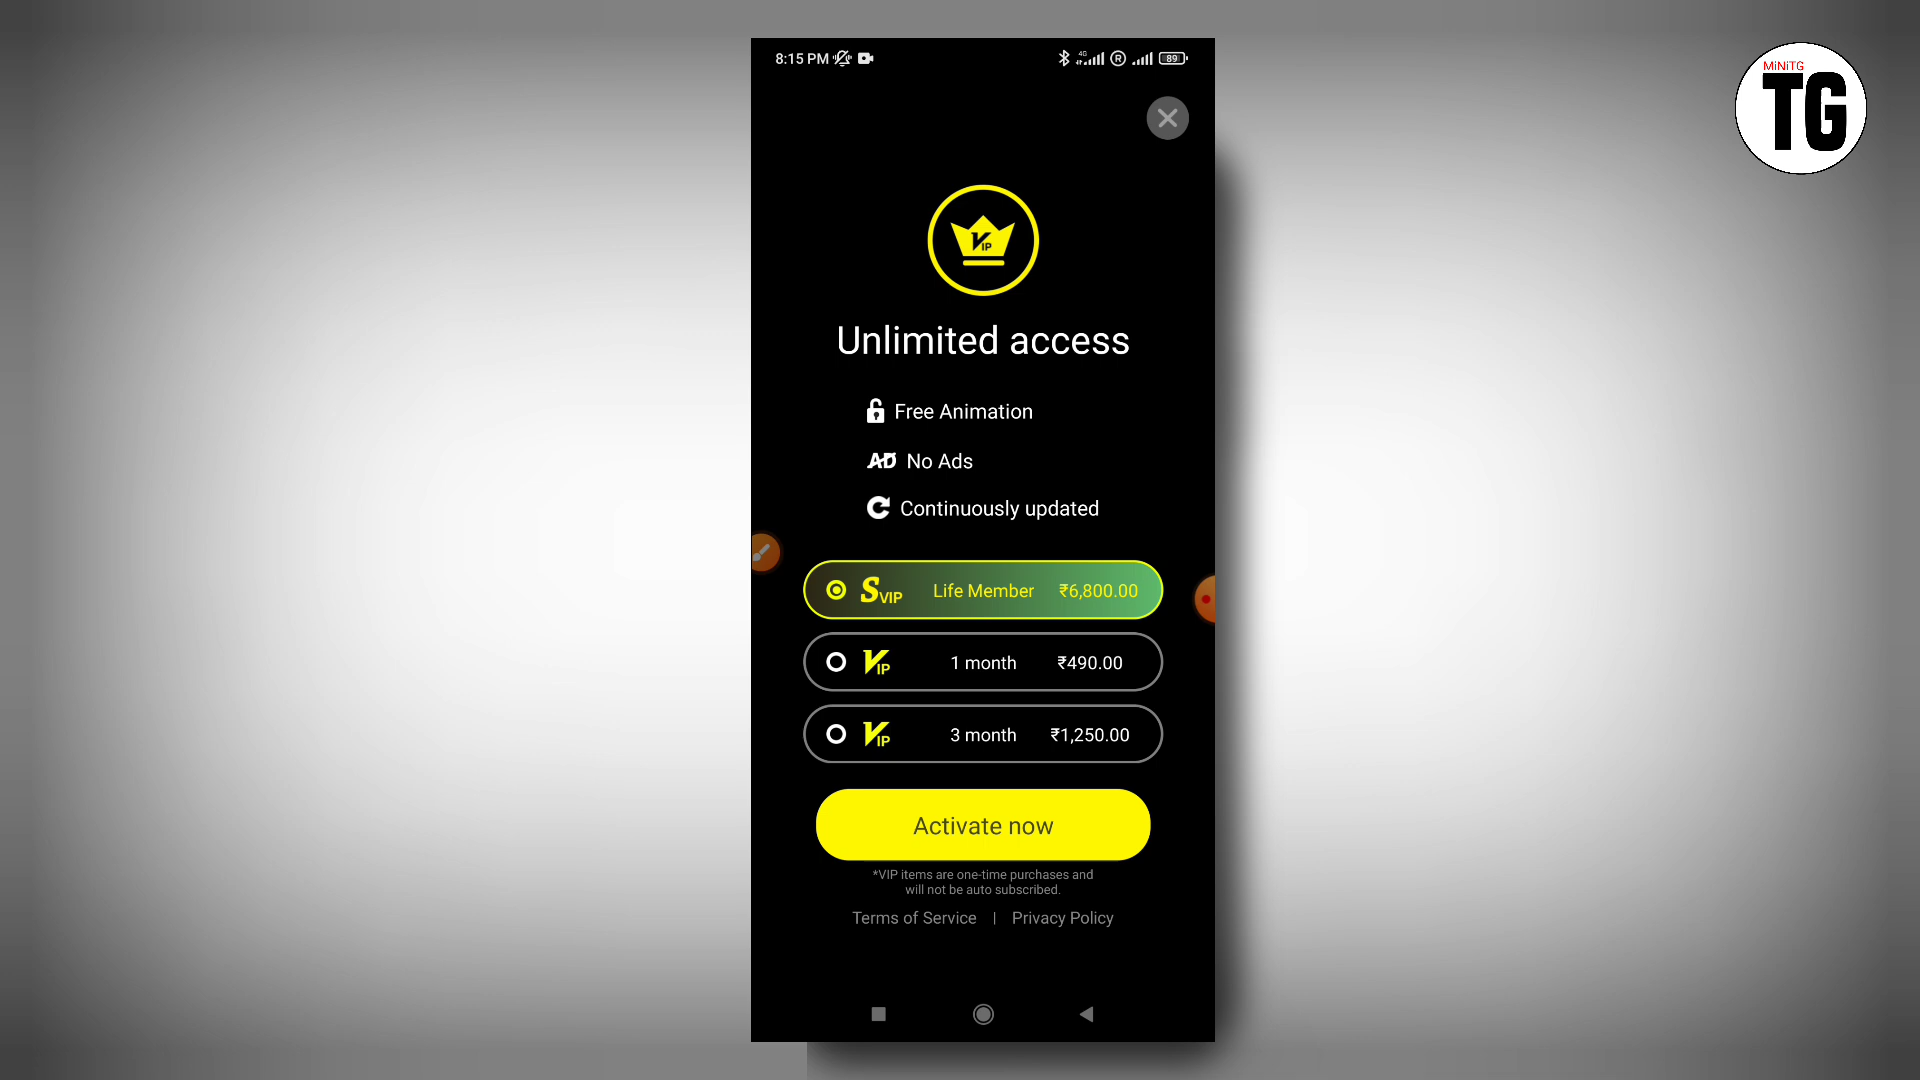 8:15 PM
4G
R
89
MiNiTG
TG
VIP
Unlimited access
Free Animation
AD No Ads
Continuously updated
SVIP Life Member ₹6,800.00
VIP 1 month ₹490.00
VIP 3 month ₹1,250.00
Activate now
*VIP items are one-time purchases and
will not be auto subscribed.
Terms of Service | Privacy Policy